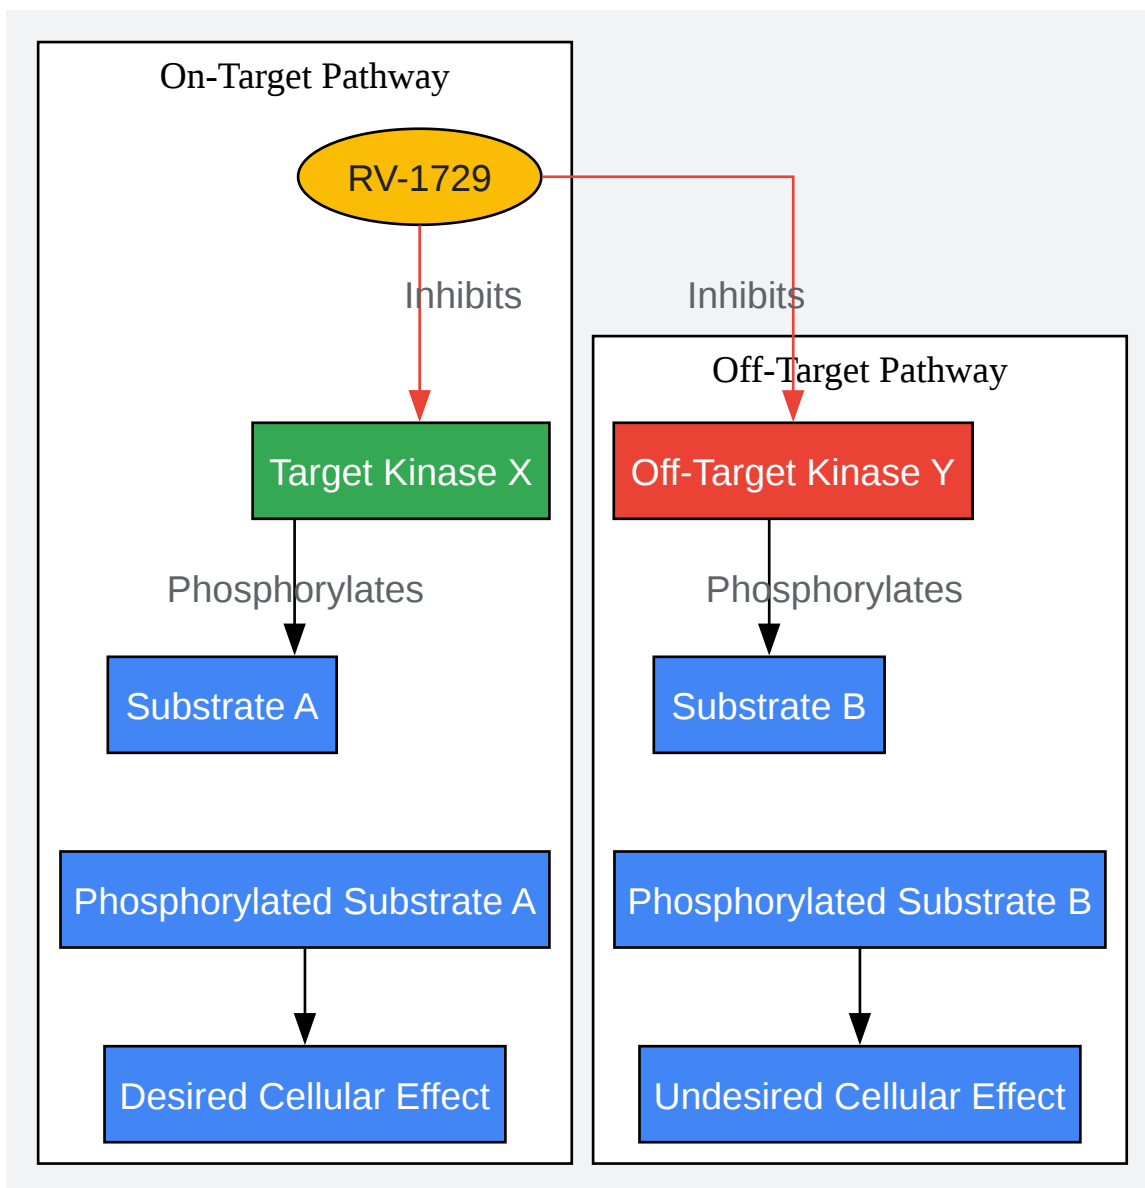 On-Target Pathway
RV-1729
Inhibits
Inhibits
Off-Target Pathway
Target Kinase X
Off-Target Kinase Y
Phosphorylates
Phosphorylates
Substrate A
Substrate B
Phosphorylated Substrate A
Phosphorylated Substrate B
Desired Cellular Effect
Undesired Cellular Effect